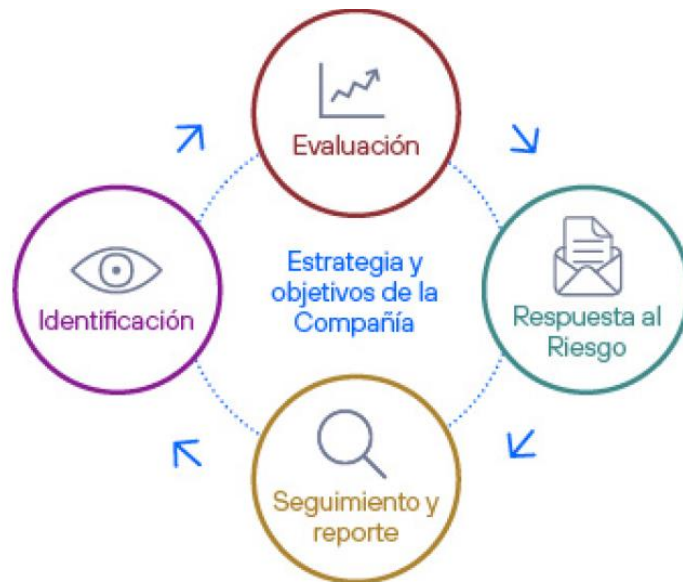 Evaluación
Identificación
Estrategia y
objetivos de la
Compañía
Respuesta al
Riesgo
Seguimiento y
reporte